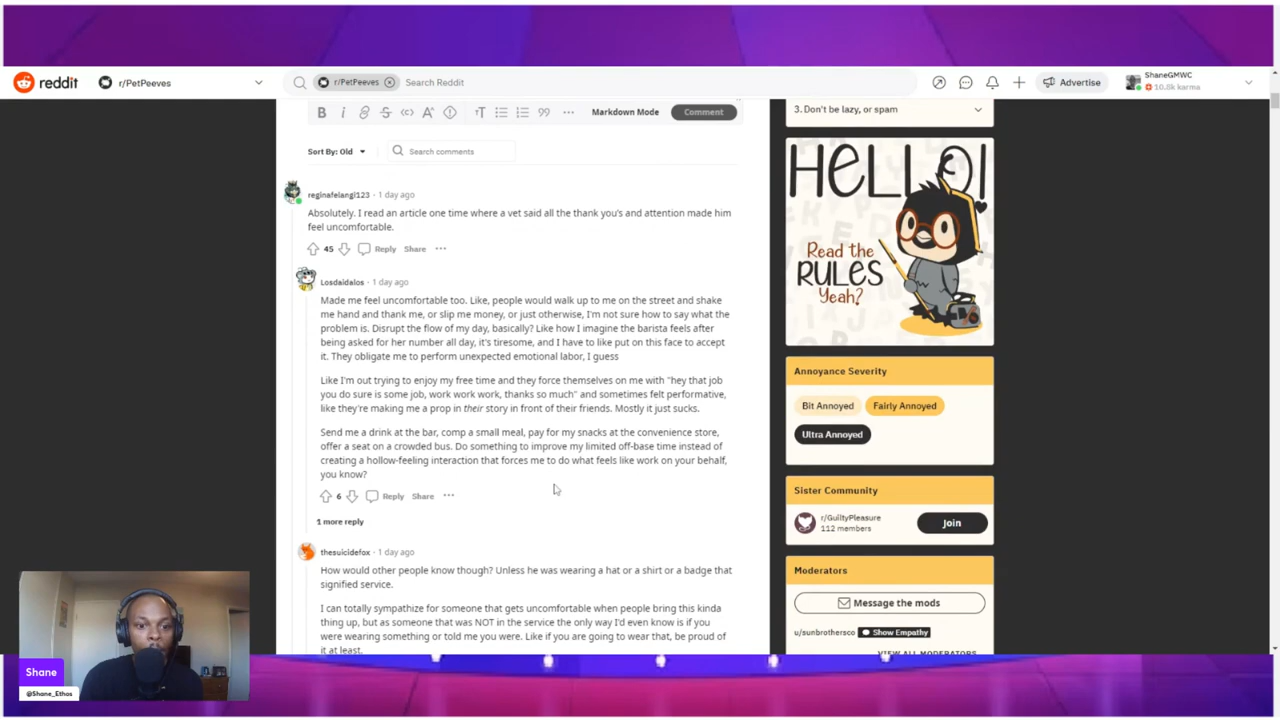 reddit
r/PetPeeves
r/PetPeeves
Search Reddit
Advertise
ShaneGMWC
10.8k karma
Markdown Mode
Comment
Sort By: Old
Search comments
reginafelangi123 · 1 day ago
Absolutely. I read an article one time where a vet said all the thank you's and attention made him
feel uncomfortable.
45
Reply
Share
Losdaidalos · 1 day ago
Made me feel uncomfortable too. Like, people would walk up to me on the street and shake
me hand and thank me, or slip me money, or just otherwise, I'm not sure how to say what the
problem is. Disrupt the flow of my day, basically? Like how I imagine the barista feels after
being asked for her number all day, it's tiresome, and I have to like put on this face to accept
it. They obligate me to perform unexpected emotional labor, I guess
Like I'm out trying to enjoy my free time and they force themselves on me with "hey that job
you do sure is some job, work work work, thanks so much" and sometimes felt performative,
like they're making me a prop in their story in front of their friends. Mostly it just sucks.
Send me a drink at the bar, comp a small meal, pay for my snacks at the convenience store,
offer a seat on a crowded bus. Do something to improve my limited off-base time instead of
creating a hollow-feeling interaction that forces me to do what feels like work on your behalf,
you know?
6
Reply
Share
1 more reply
thesuicidefox · 1 day ago
How would other people know though? Unless he was wearing a hat or a shirt or a badge that
signified service.
I can totally sympathize for someone that gets uncomfortable when people bring this kinda
thing up, but as someone that was NOT in the service the only way I'd even know is if you
were wearing something or told me you were. Like if you are going to wear that, be proud of
it at least.
3. Don't be lazy, or spam
HELLO!
Read the
RULES
Yeah?
Annoyance Severity
Bit Annoyed
Fairly Annoyed
Ultra Annoyed
Sister Community
r/GuiltyPleasure
112 members
Join
Moderators
Message the mods
u/sunbrothersco
Show Empathy
VIEW ALL MODERATORS
Shane
@Shane_Ethos